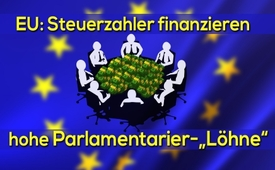 EU: Steuerzahler finanzieren
hohe Parlamentarier-„Löhne“